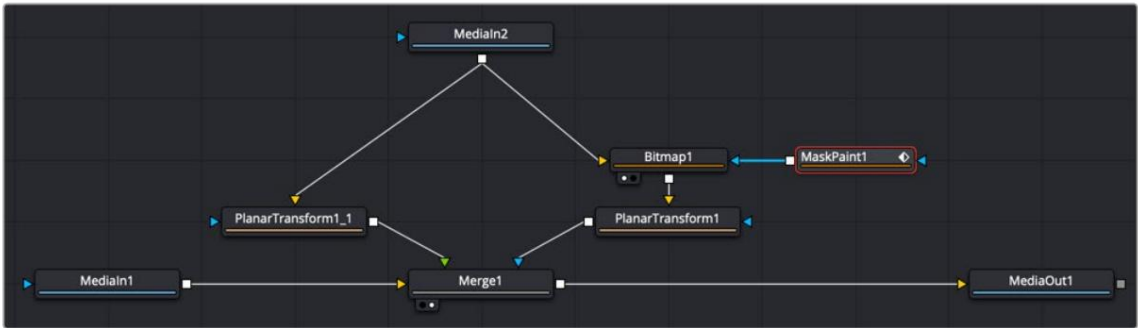 MediaIn2
Bitmap1
MaskPaint1
PlanarTransform1_1
PlanarTransform1
MediaIn1
Merge1
MediaOut1